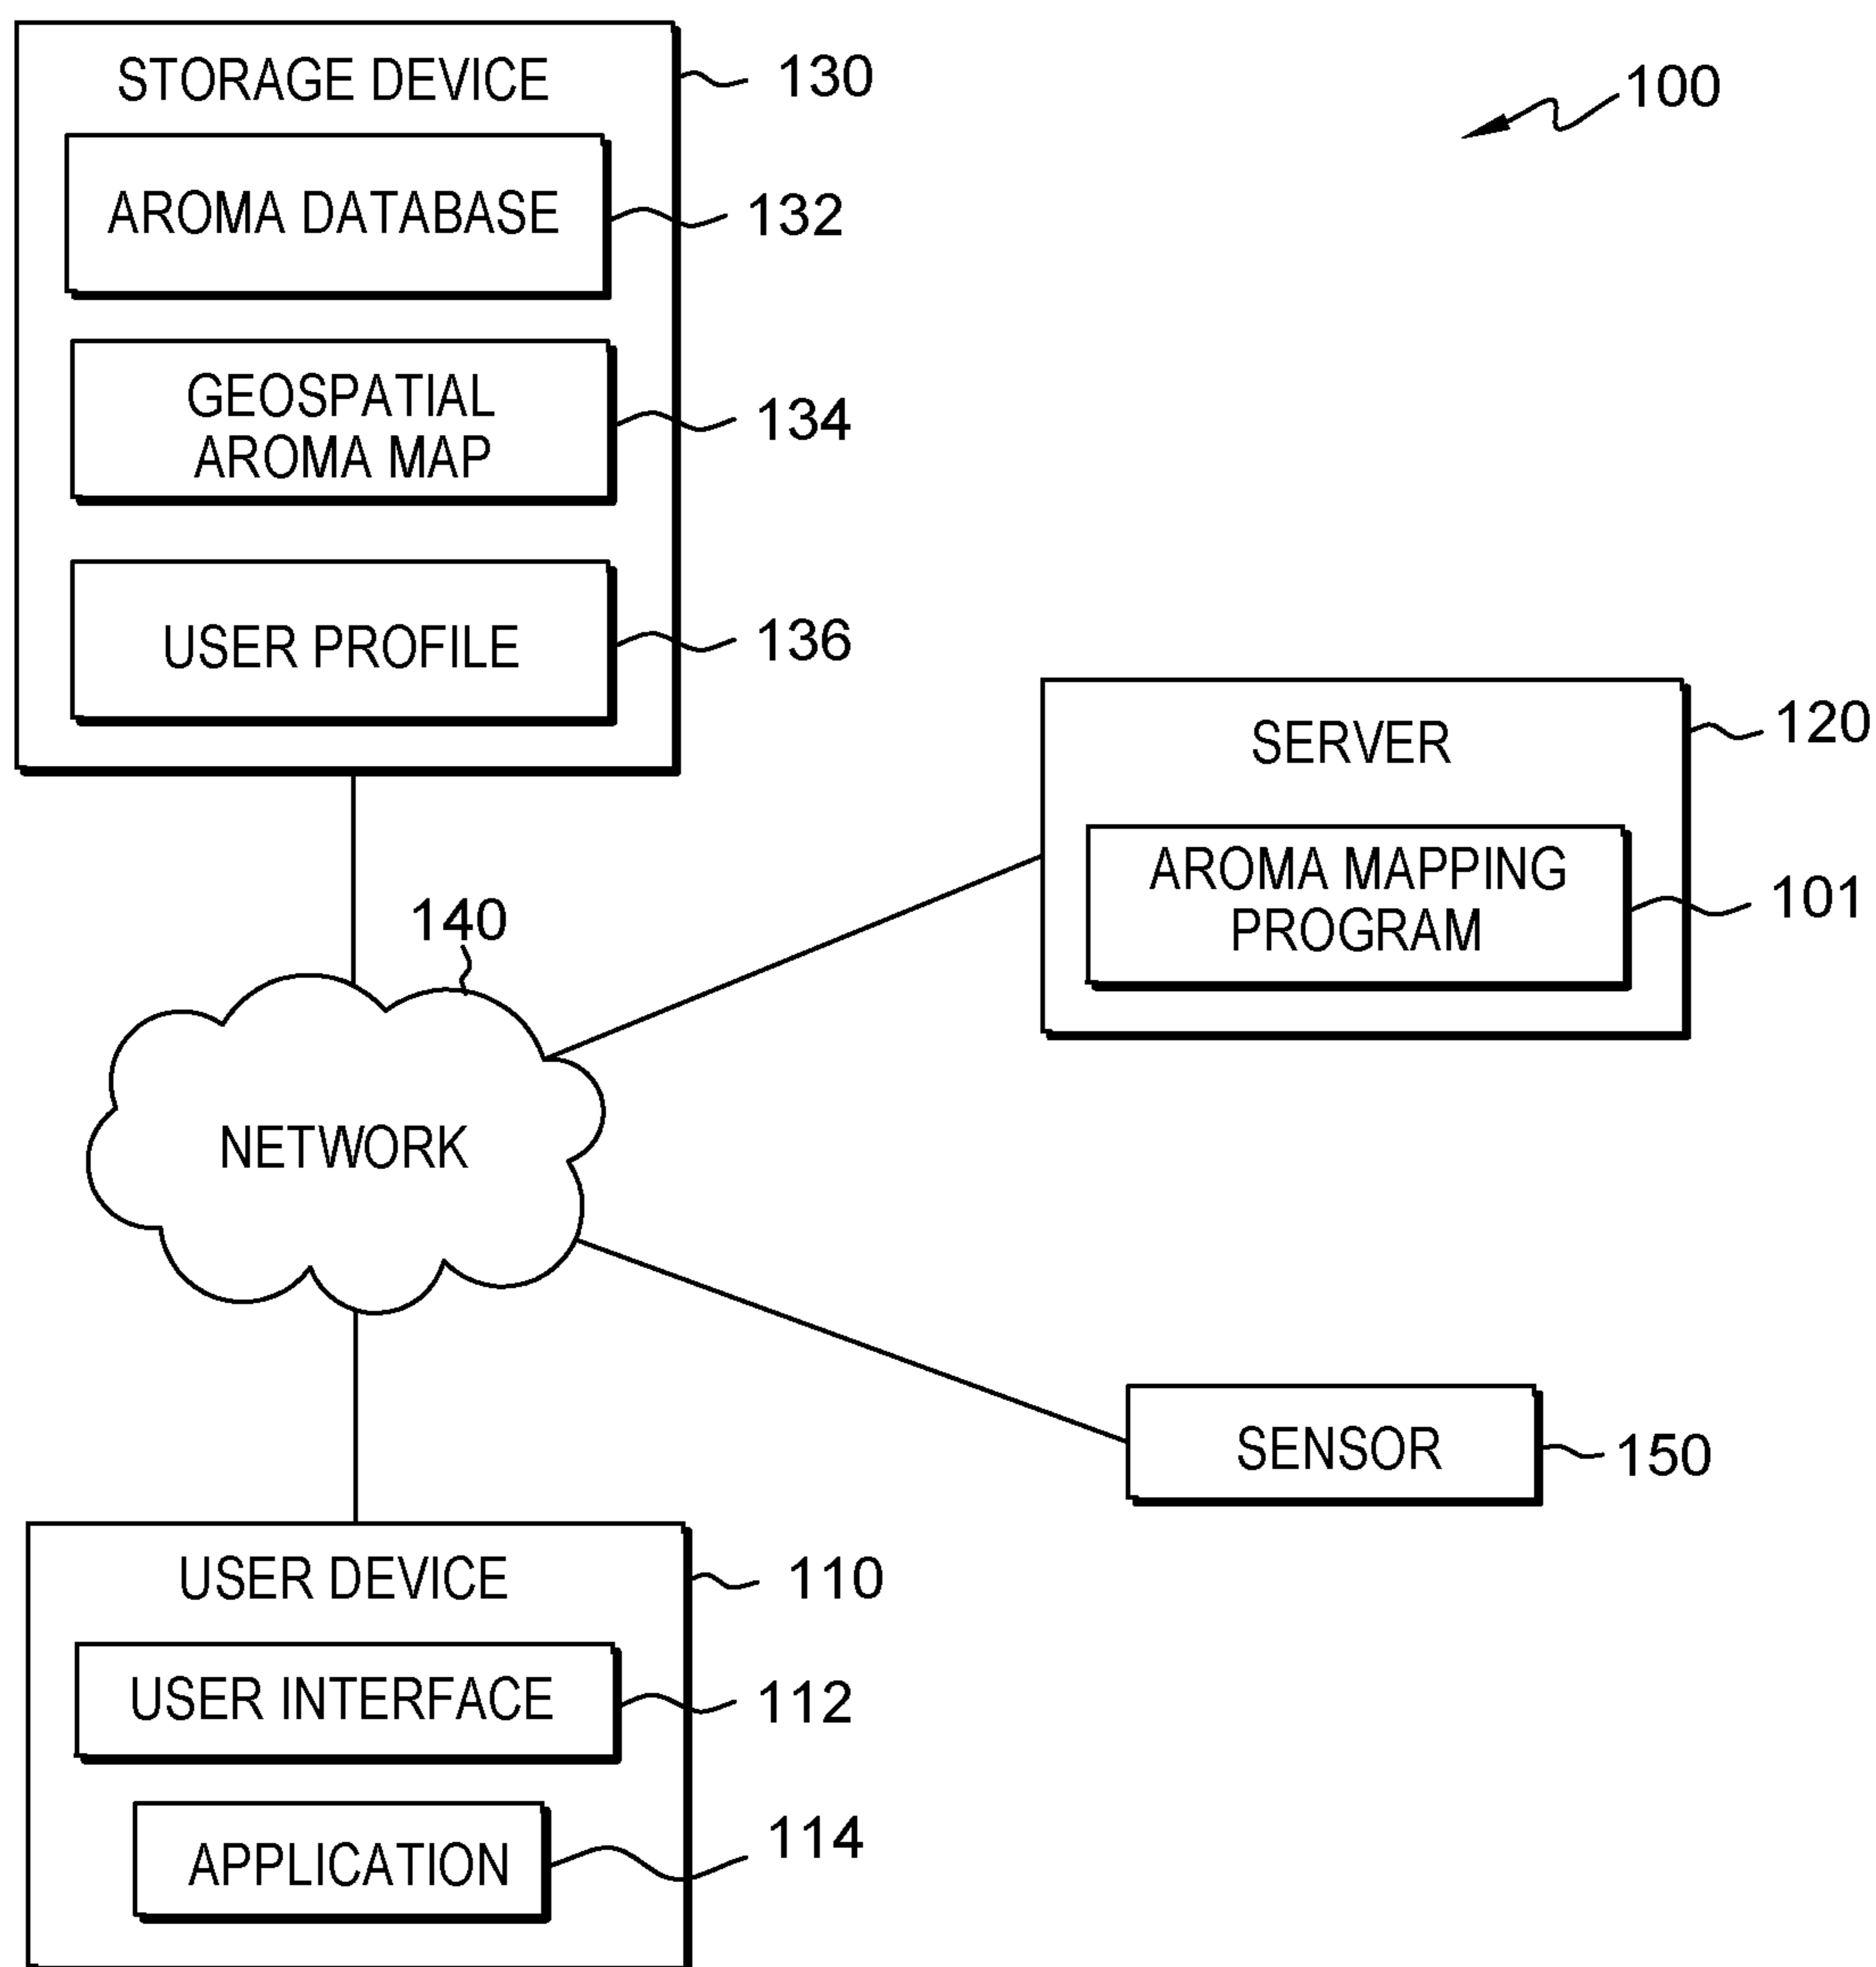 STORAGE DEVICE
130
100
AROMA DATABASE
132
GEOSPATIAL
AROMA MAP
134
USER PROFILE
136
SERVER
120
AROMA MAPPING
PROGRAM
101
140
NETWORK
SENSOR
150
USER DEVICE
110
USER INTERFACE
112
APPLICATION
114